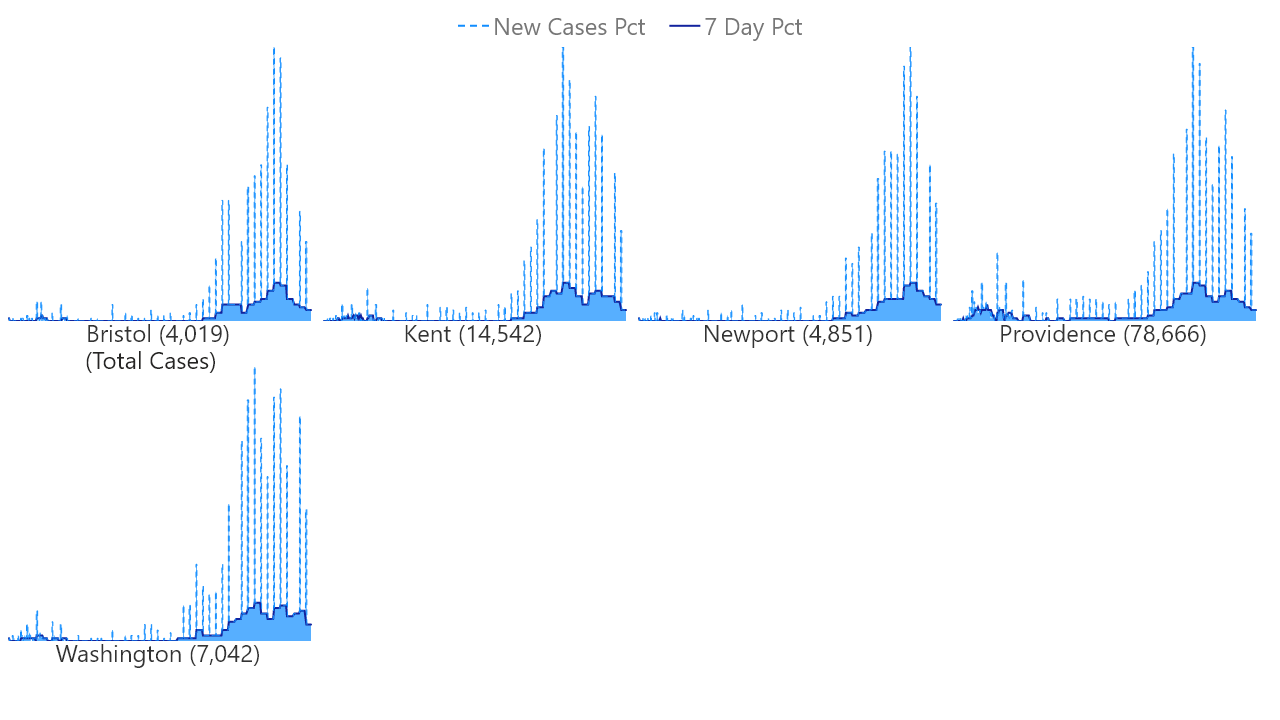 New Cases Pct 7 Day Pct
Bristol (4,019)
(Total Cases)
Kent (14,542)
Newport (4,851)
Providence (78,666)
Washington (7,042)